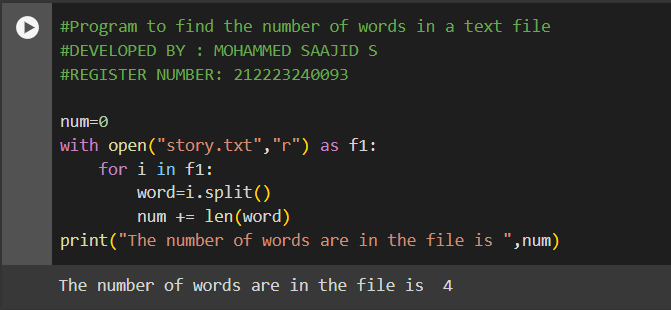 #Program to find the number of words in a text file
#DEVELOPED BY : MOHAMMED SAAJID S
#REGISTER NUMBER: 212223240093

num=0
with open("story.txt","r") as f1:
    for i in f1:
        word=i.split()
        num += len(word)
print("The number of words are in the file is ",num)
The number of words are in the file is  4